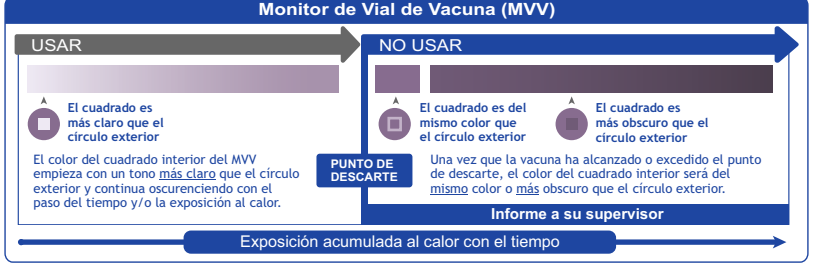 Monitor de Vial de Vacuna (MVV)
USAR
El cuadrado es
más claro que el
círculo exterior
El color del cuadrado interior del MVV
empieza con un tono más claro que el círculo
exterior y continua oscureciendo con el
paso del tiempo y/o la exposición al calor.
PUNTO DE
DESCARTE
NO USAR
El cuadrado es del
mismo color que
el círculo exterior
El cuadrado es
más obscuro que el
círculo exterior
Una vez que la vacuna ha alcanzado o excedido el punto
de descarte, el color del cuadrado interior será del
mismo color o más obscuro que el círculo exterior.
Informe a su supervisor
Exposición acumulada al calor con el tiempo